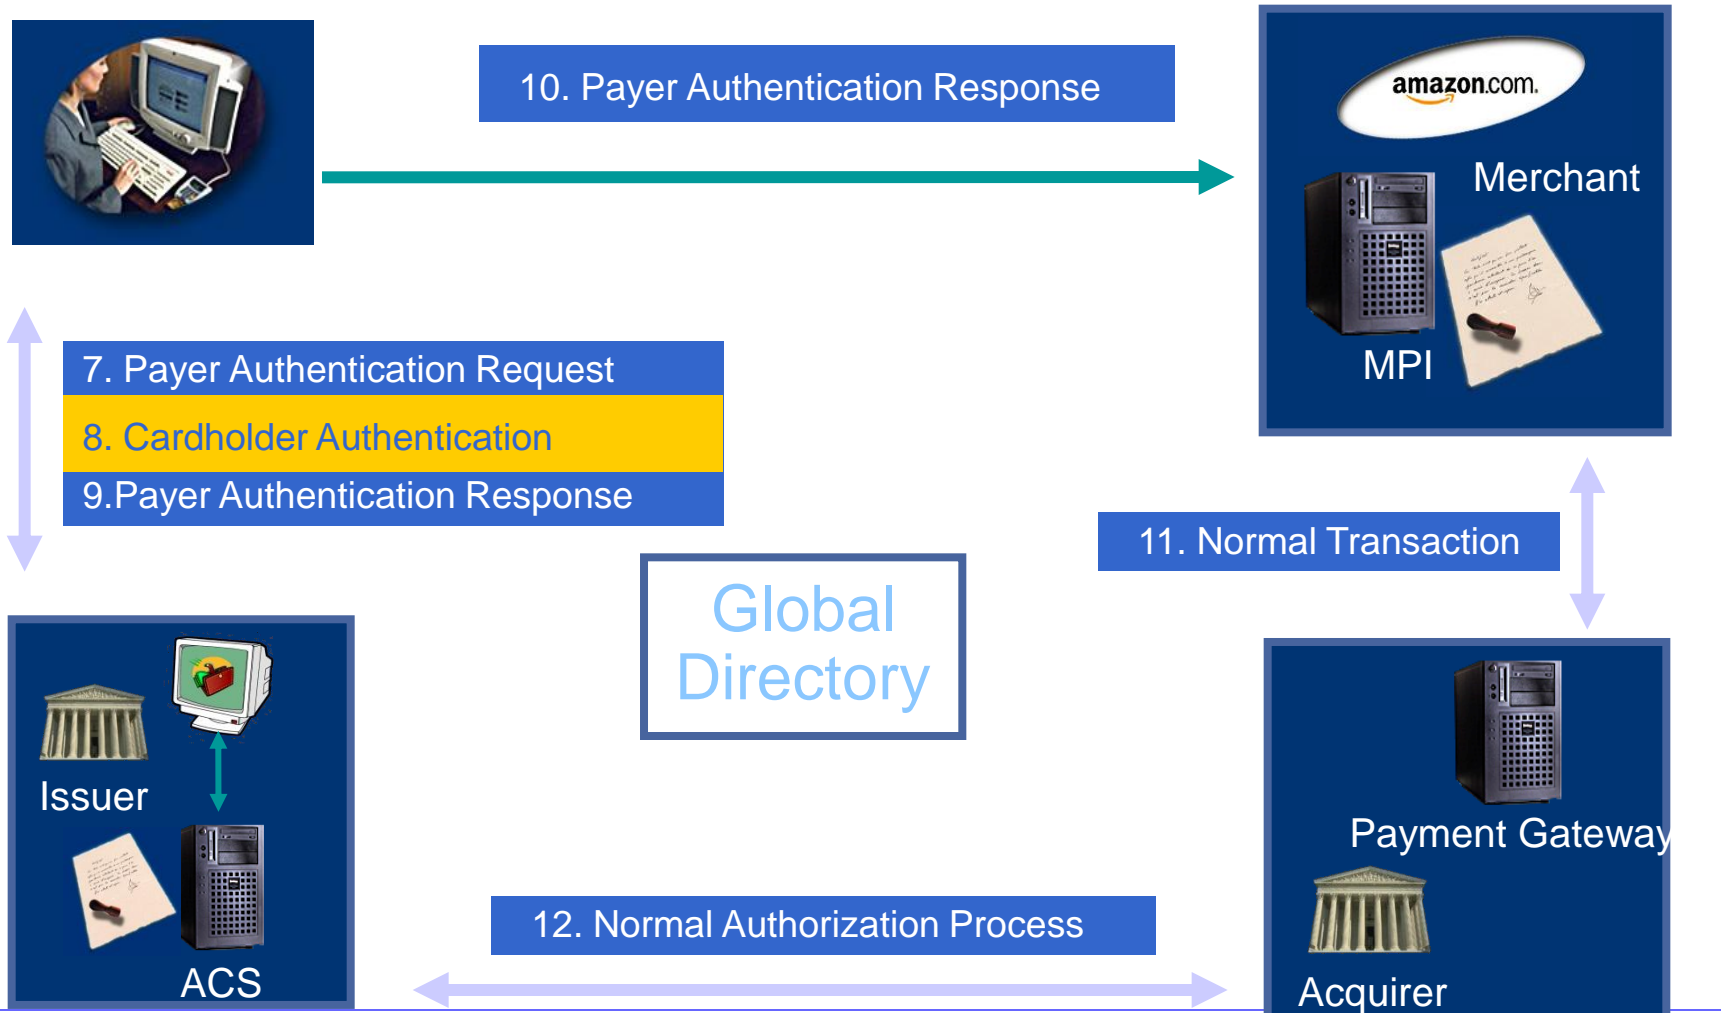 10. Payer Authentication Response
amazon.com.
Merchant
MPI
7. Payer Authentication Request
8. Cardholder Authentication
9.Payer Authentication Response
11. Normal Transaction
Global
Directory
Issuer
ACS
Payment Gateway
12. Normal Authorization Process
Acquirer